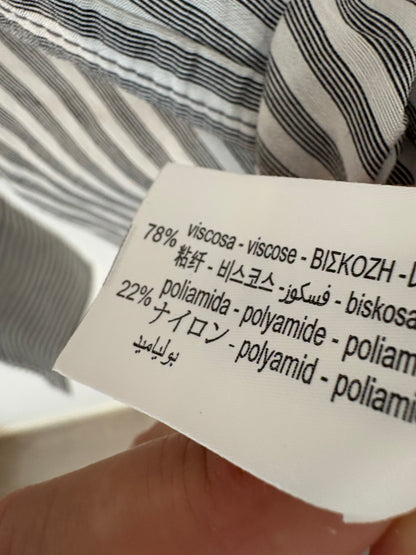 78% viscosa - viscose - ΒΙΣΚΟΖΗ -
粘纤 - 비스코스 - فسكوز - biskosa
22% poliamida - polyamide - poliam
ナイロン - polyamid - poliami
بولياميد